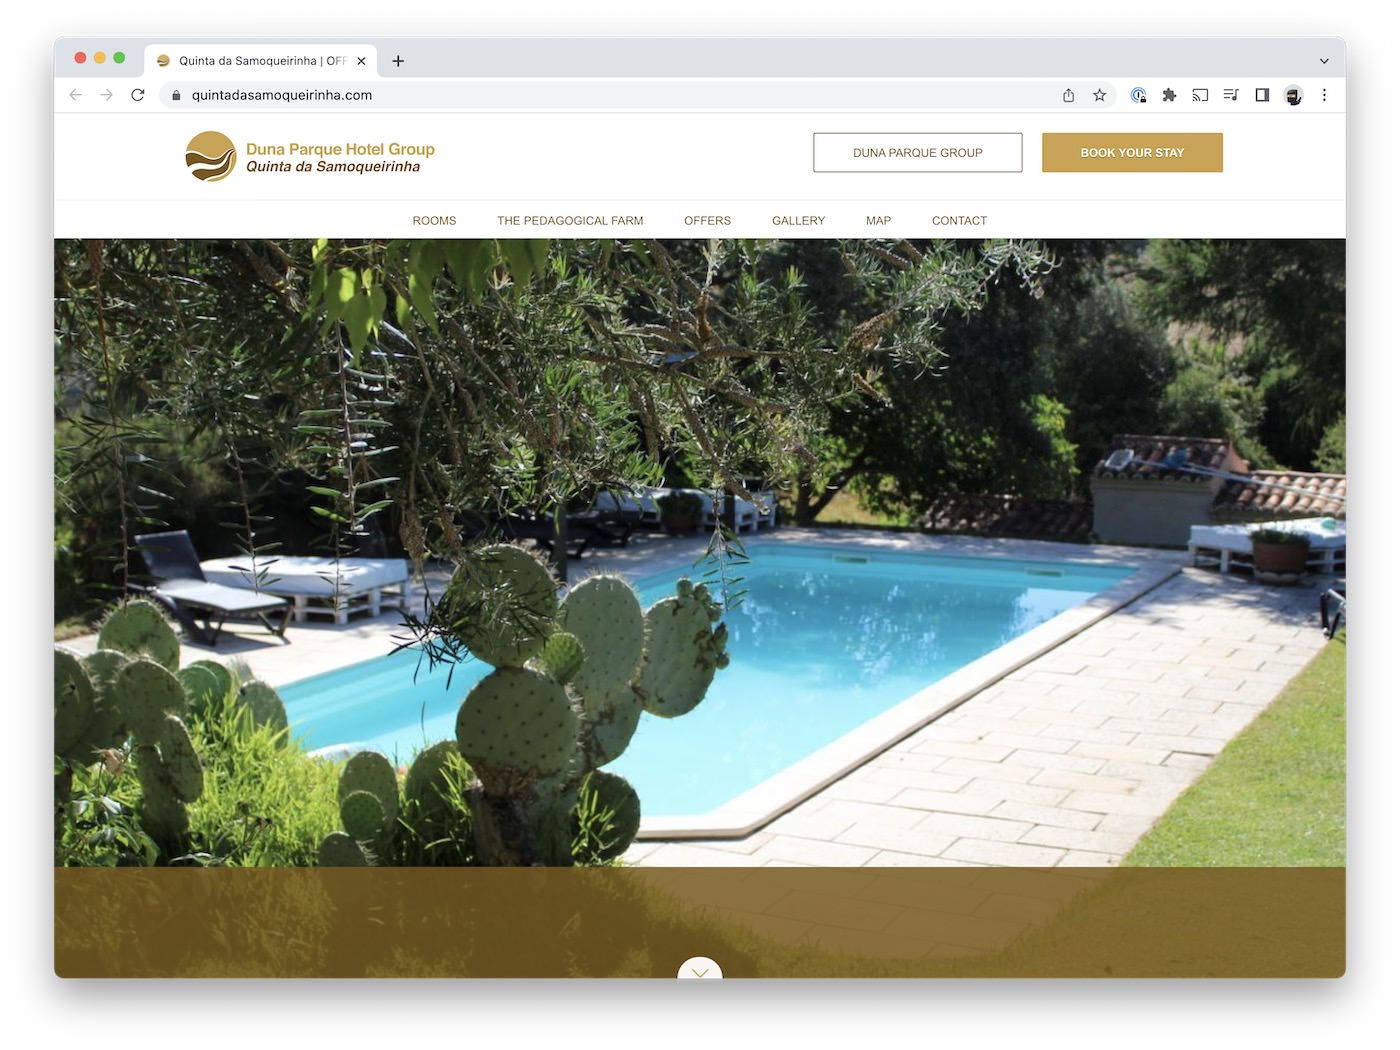 Quinta da Samoqueirinha | OFF
quintadasamoqueirinha.com
Duna Parque Hotel Group
Quinta da Samoqueirinha
DUNA PARQUE GROUP
BOOK YOUR STAY
ROOMS THE PEDAGOGICAL FARM OFFERS GALLERY MAP CONTACT